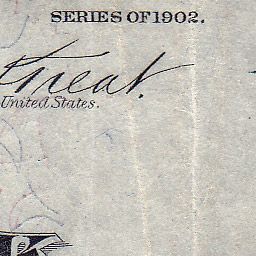 SERIES OF 1902.
Treat.
United States.